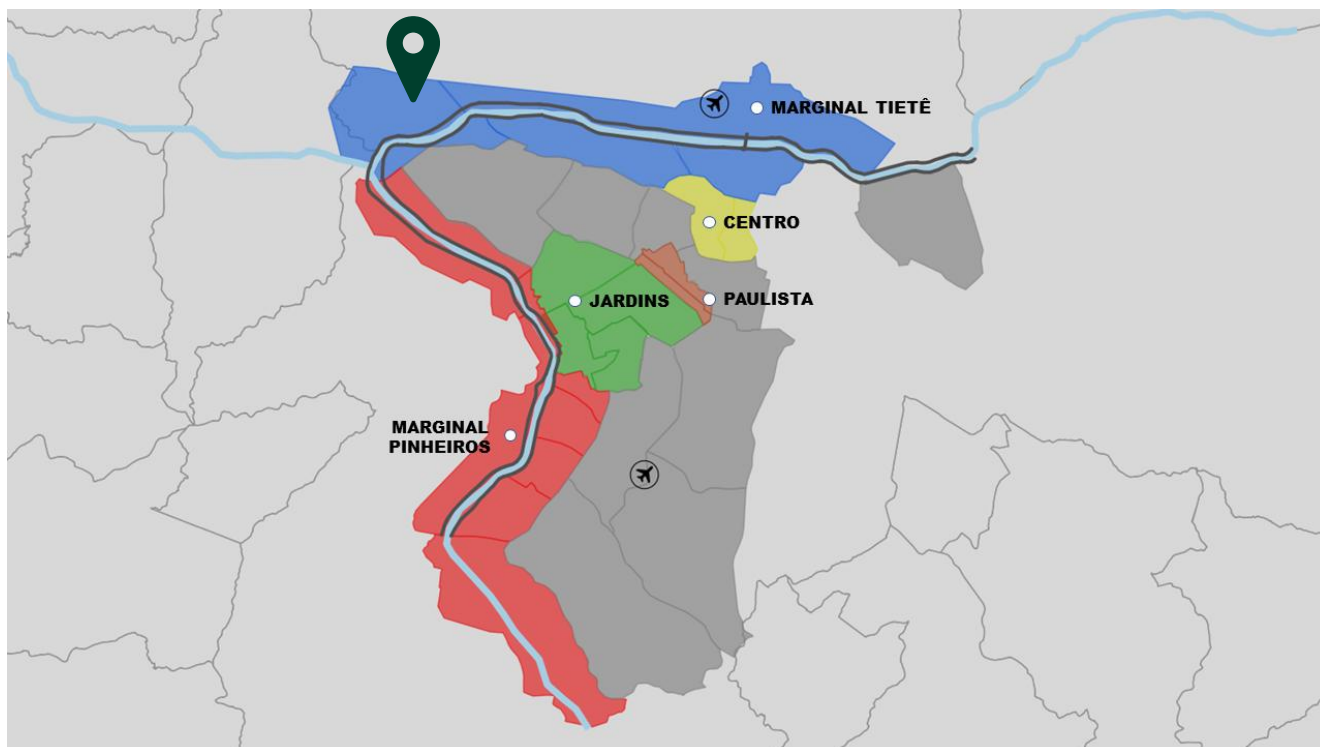 MARGINAL TIETÊ
CENTRO
JARDINS
PAULISTA
MARGINAL
PINHEIROS